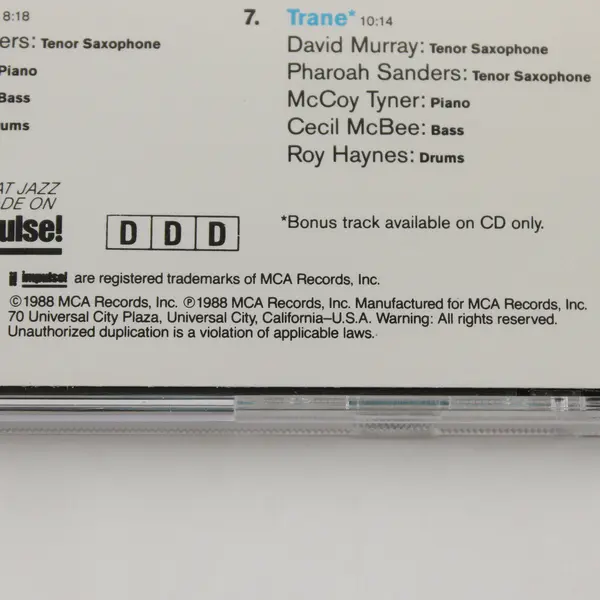 8:18
ers: Tenor Saxophone
Piano
Bass
ums
7. Trane* 10:14
David Murray: Tenor Saxophone
Pharoah Sanders: Tenor Saxophone
McCoy Tyner: Piano
Cecil McBee: Bass
Roy Haynes: Drums
AT JAZZ
DE ON
ulse!
D D D
*Bonus track available on CD only.
impulse! are registered trademarks of MCA Records, Inc.
©1988 MCA Records, Inc. ℗1988 MCA Records, Inc. Manufactured for MCA Records, Inc.
70 Universal City Plaza, Universal City, California–U.S.A. Warning: All rights reserved.
Unauthorized duplication is a violation of applicable laws.